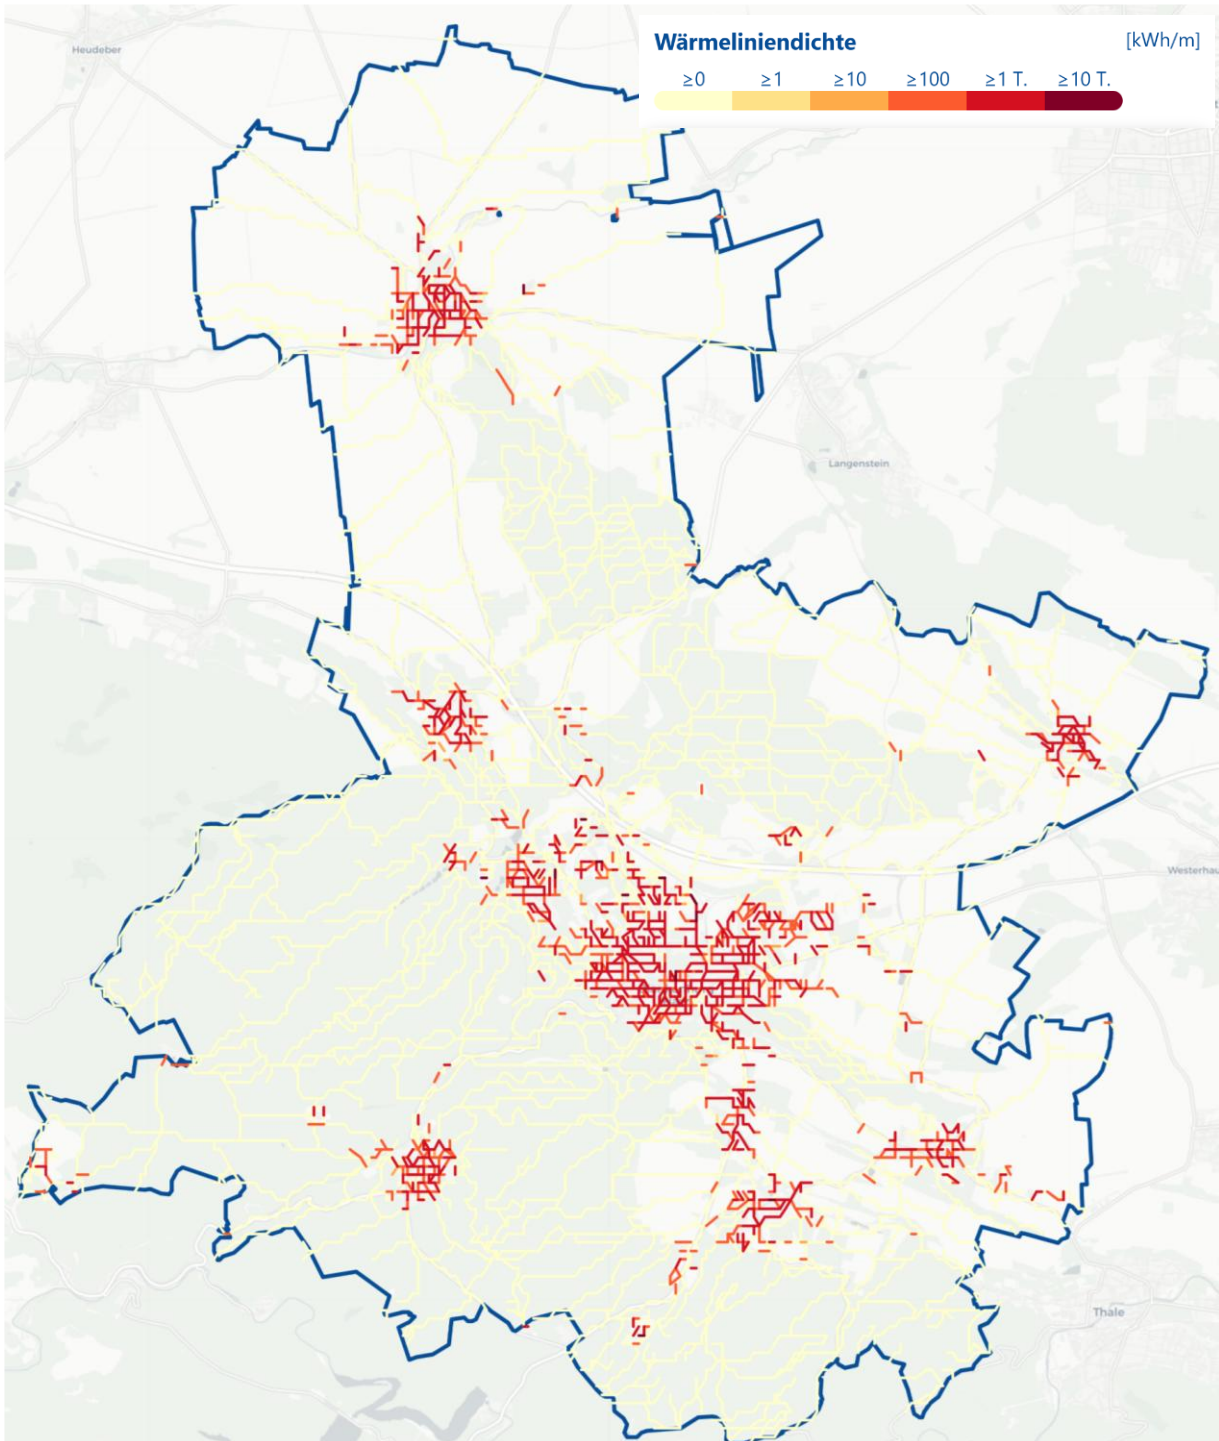 Wärmeliniendichte [kWh/m]
≥0 ≥1 ≥10 ≥100 ≥1 T. ≥10 T.
Heudeber
Langenstein
Westerhau
Thale